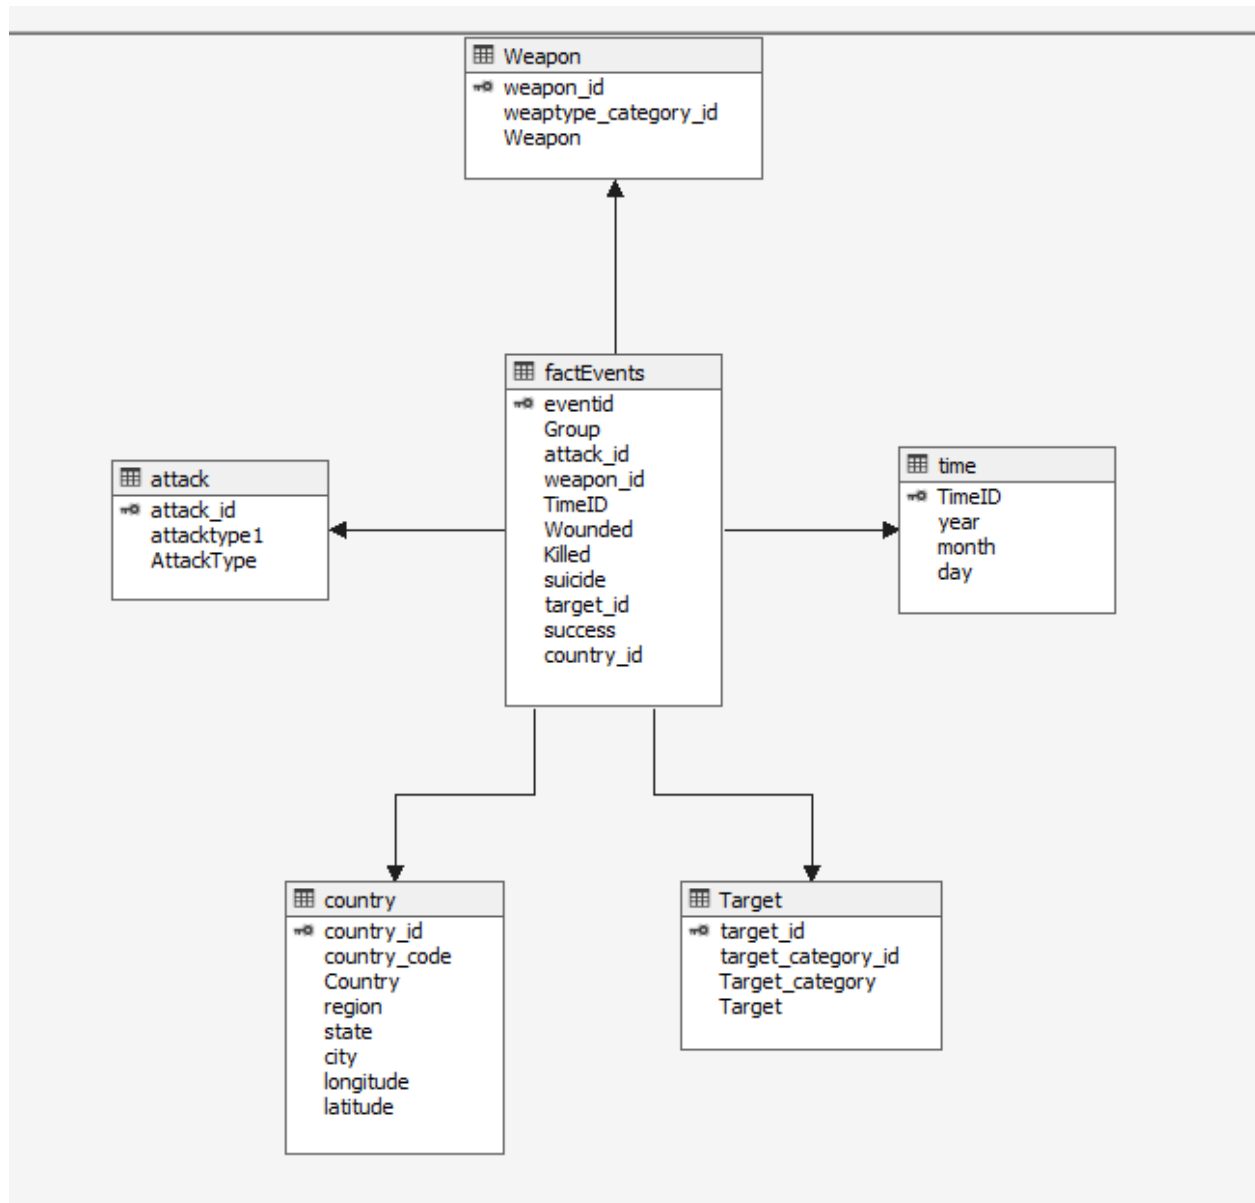 Weapon
weapon_id
weaptype_category_id
Weapon
factEvents
eventid
Group
attack_id
weapon_id
TimeID
Wounded
Killed
suicide
target_id
success
country_id
attack
attack_id
attacktype1
AttackType
time
TimeID
year
month
day
country
country_id
country_code
Country
region
state
city
longitude
latitude
Target
target_id
target_category_id
Target_category
Target